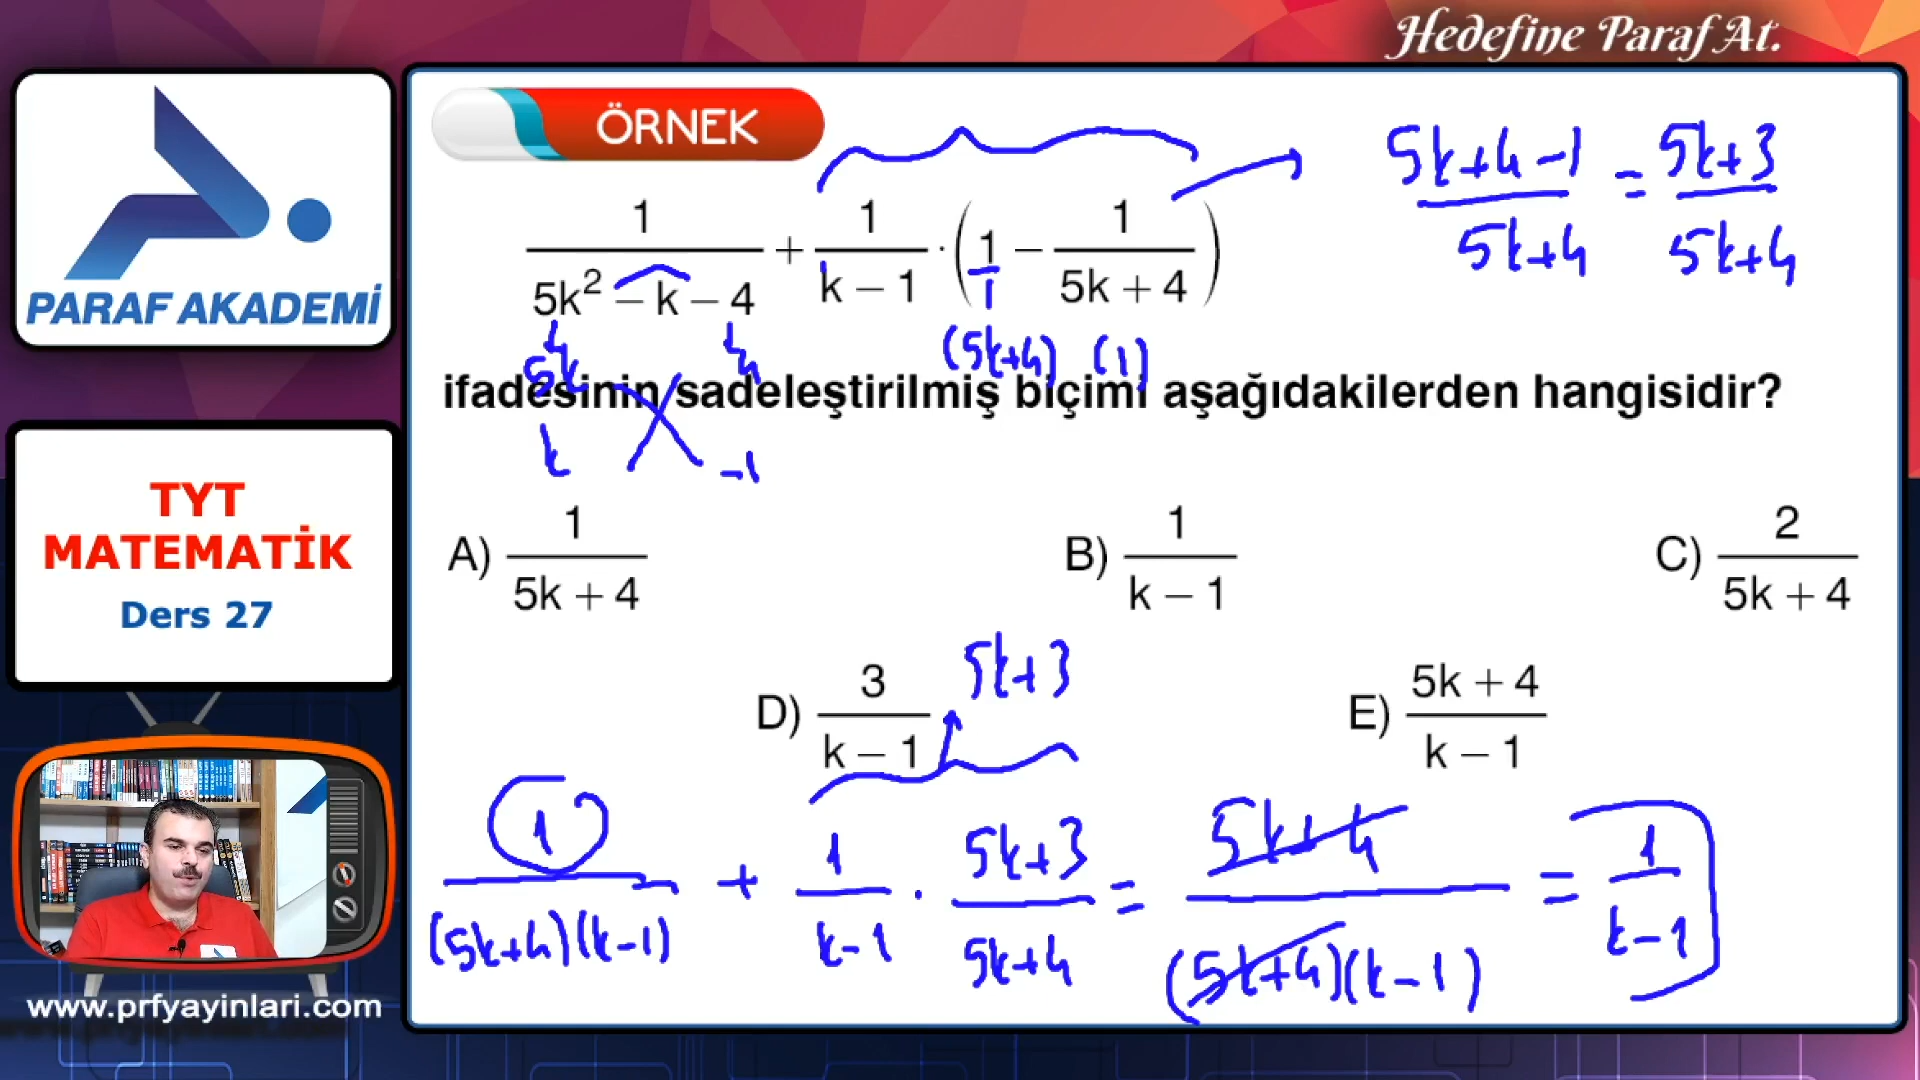 Hedefine Paraf At.
PARAF AKADEMİ
TYT
MATEMATİK
Ders 27
www.prfyayinlari.com
ÖRNEK
1/(5k² − k − 4) + 1/(k − 1) · (1/1 − 1/(5k + 4))
(5k+4) (1)
(5k+4−1)/(5k+4) = (5k+3)/(5k+4)
5k 4
k −1
ifadesinin sadeleştirilmiş biçimi aşağıdakilerden hangisidir?
A) 1/(5k + 4)
B) 1/(k − 1)
C) 2/(5k + 4)
D) 3/(k − 1)
E) (5k + 4)/(k − 1)
5k+3
1/((5k+4)(k−1)) + 1/(k−1) · (5k+3)/(5k+4) = (5k+4)/((5k+4)(k−1)) = 1/(k−1)